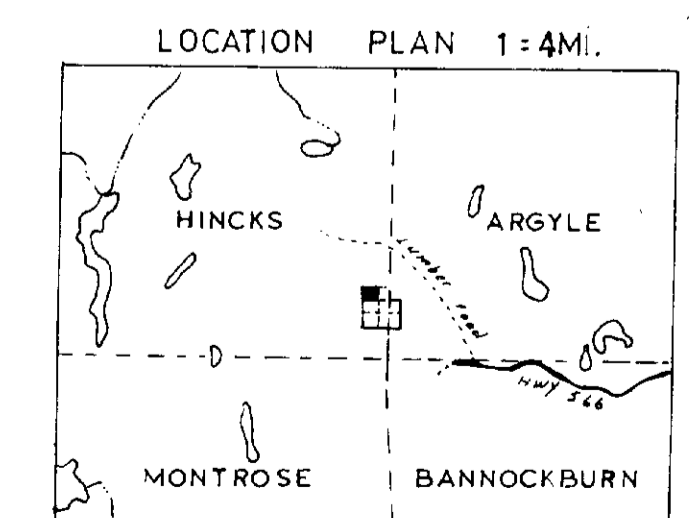 LOCATION PLAN 1=4MI.
HINCKS
ARGYLE
Lumber road
HWY 566
MONTROSE
BANNOCKBURN